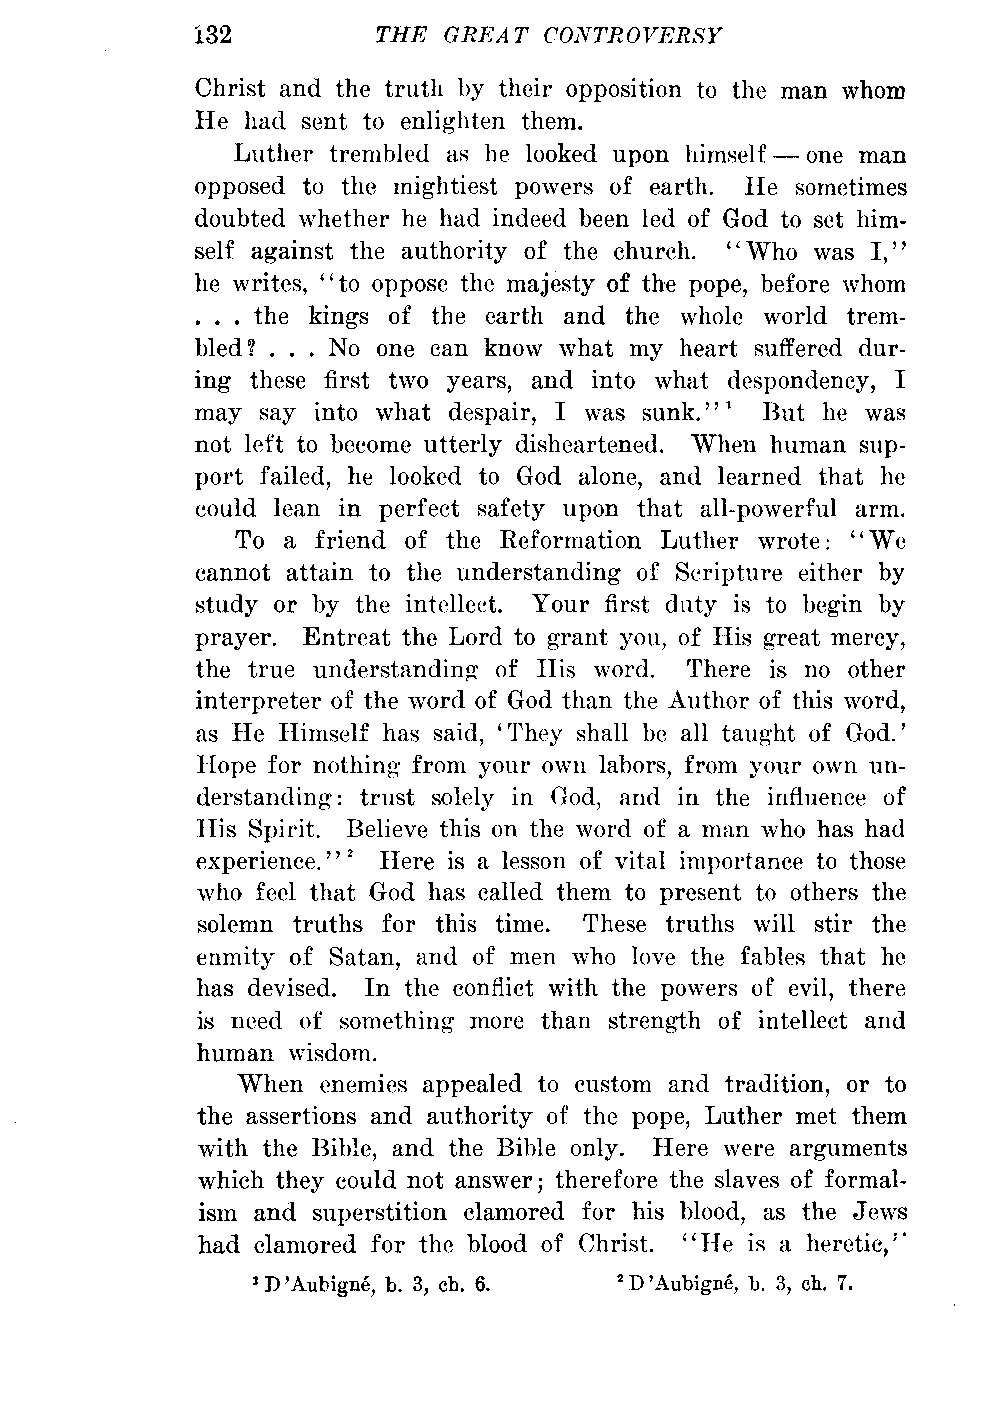 132 THE GREAT CONTROVERSY
Christ and the truth by their opposition to the man whom
He had sent to enlighten them.
Luther trembled as he looked upon himself — one man
opposed to the mightiest powers of earth. He sometimes
doubted whether he had indeed been led of God to set him-
self against the authority of the church. "Who was I,"
he writes, "to oppose the majesty of the pope, before whom
. . . the kings of the earth and the whole world trem-
bled? . . . No one can know what my heart suffered dur-
ing these first two years, and into what despondency, I
may say into what despair, I was sunk."¹ But he was
not left to become utterly disheartened. When human sup-
port failed, he looked to God alone, and learned that he
could lean in perfect safety upon that all-powerful arm.
To a friend of the Reformation Luther wrote: "We
cannot attain to the understanding of Scripture either by
study or by the intellect. Your first duty is to begin by
prayer. Entreat the Lord to grant you, of His great mercy,
the true understanding of His word. There is no other
interpreter of the word of God than the Author of this word,
as He Himself has said, 'They shall be all taught of God.'
Hope for nothing from your own labors, from your own un-
derstanding: trust solely in God, and in the influence of
His Spirit. Believe this on the word of a man who has had
experience."² Here is a lesson of vital importance to those
who feel that God has called them to present to others the
solemn truths for this time. These truths will stir the
enmity of Satan, and of men who love the fables that he
has devised. In the conflict with the powers of evil, there
is need of something more than strength of intellect and
human wisdom.
When enemies appealed to custom and tradition, or to
the assertions and authority of the pope, Luther met them
with the Bible, and the Bible only. Here were arguments
which they could not answer; therefore the slaves of formal-
ism and superstition clamored for his blood, as the Jews
had clamored for the blood of Christ. "He is a heretic,"
¹ D'Aubigné, b. 3, ch. 6. ² D'Aubigné, b. 3, ch. 7.